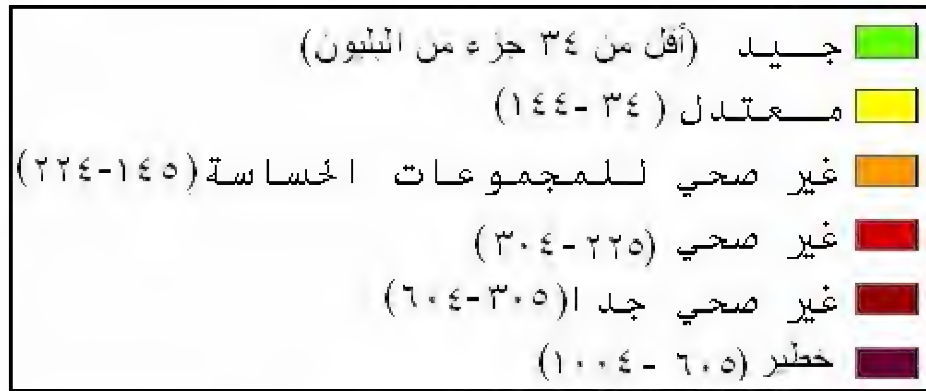 جيد (أقل من ٣٤ جزء من البليون)
معتدل (٣٤ -١٤٤)
غير صحي للمجموعات الحساسة(١٤٥-٢٢٤)
غير صحي (٢٢٥-٣٠٤)
غير صحي جدا(٣٠٥-٦٠٤)
خطير (٦٠٥ - ١٠٠٤)